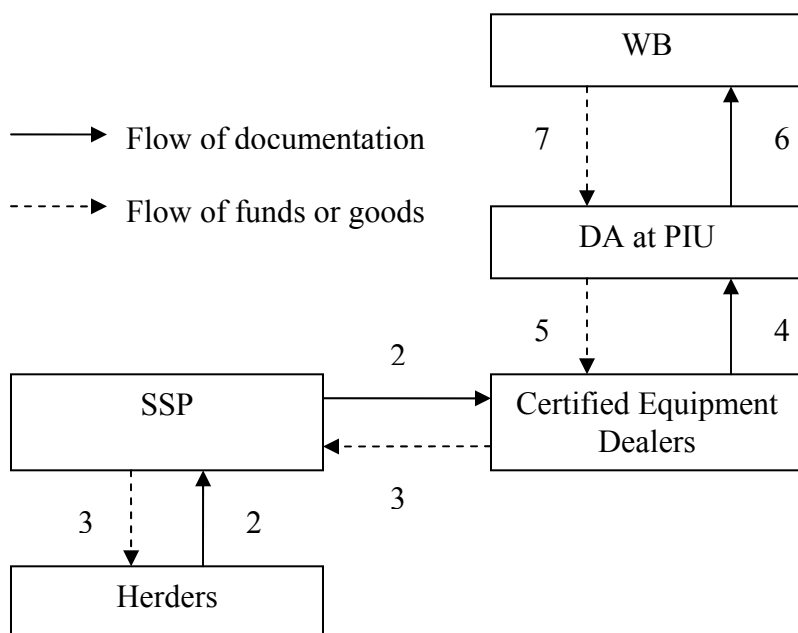 WB
Flow of documentation
7
6
Flow of funds or goods
DA at PIU
5
4
2
SSP
Certified Equipment
Dealers
3
3
2
Herders